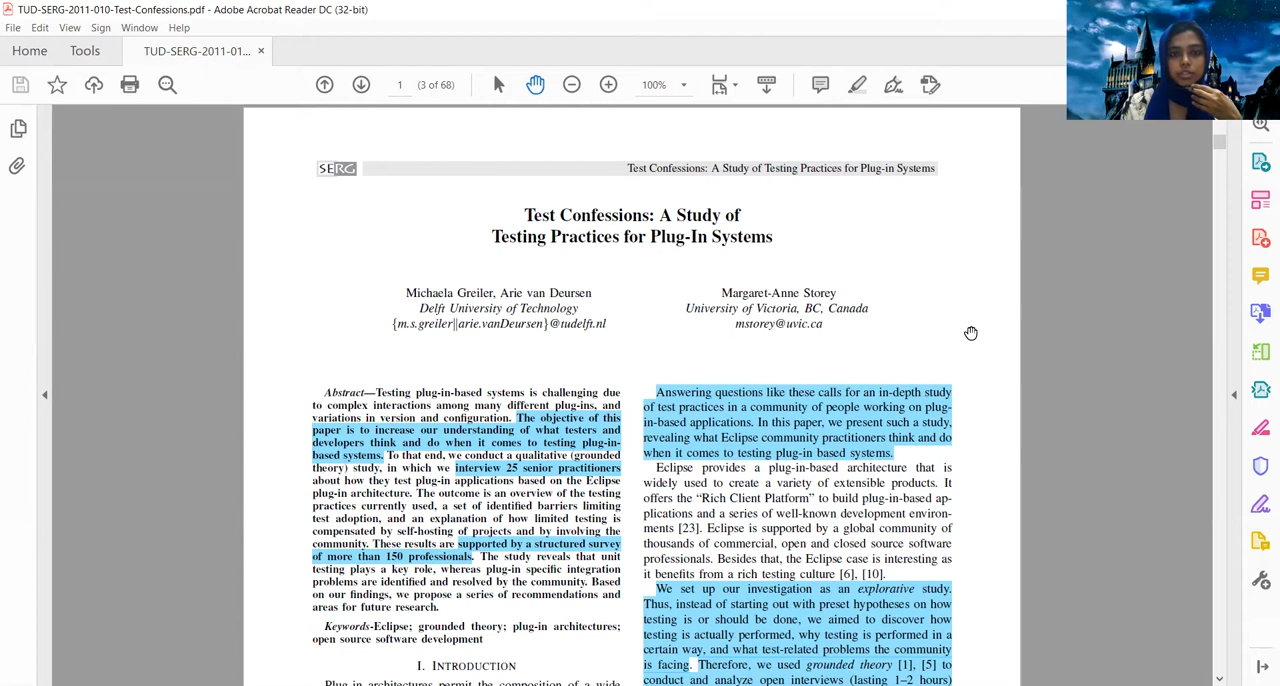 TUD-SERG-2011-010-Test-Confessions.pdf - Adobe Acrobat Reader DC (32-bit)
File Edit View Sign Window Help
Home Tools TUD-SERG-2011-01... ×
1 (3 of 68) 100%
SERG Test Confessions: A Study of Testing Practices for Plug-in Systems
Test Confessions: A Study of
Testing Practices for Plug-In Systems
Michaela Greiler, Arie van Deursen
Delft University of Technology
{m.s.greiler||arie.vanDeursen}@tudelft.nl
Margaret-Anne Storey
University of Victoria, BC, Canada
mstorey@uvic.ca
Abstract—Testing plug-in-based systems is challenging due
to complex interactions among many different plug-ins, and
variations in version and configuration. The objective of this
paper is to increase our understanding of what testers and
developers think and do when it comes to testing plug-in-
based systems. To that end, we conduct a qualitative (grounded
theory) study, in which we interview 25 senior practitioners
about how they test plug-in applications based on the Eclipse
plug-in architecture. The outcome is an overview of the testing
practices currently used, a set of identified barriers limiting
test adoption, and an explanation of how limited testing is
compensated by self-hosting of projects and by involving the
community. These results are supported by a structured survey
of more than 150 professionals. The study reveals that unit
testing plays a key role, whereas plug-in specific integration
problems are identified and resolved by the community. Based
on our findings, we propose a series of recommendations and
areas for future research.
Keywords-Eclipse; grounded theory; plug-in architectures;
open source software development
I. INTRODUCTION
Plug-in architectures permit the composition of a wide
Answering questions like these calls for an in-depth study
of test practices in a community of people working on plug-
in-based applications. In this paper, we present such a study,
revealing what Eclipse community practitioners think and do
when it comes to testing plug-in based systems.
Eclipse provides a plug-in-based architecture that is
widely used to create a variety of extensible products. It
offers the “Rich Client Platform” to build plug-in-based ap-
plications and a series of well-known development environ-
ments [23]. Eclipse is supported by a global community of
thousands of commercial, open and closed source software
professionals. Besides that, the Eclipse case is interesting as
it benefits from a rich testing culture [6], [10].
We set up our investigation as an explorative study.
Thus, instead of starting out with preset hypotheses on how
testing is or should be done, we aimed to discover how
testing is actually performed, why testing is performed in a
certain way, and what test-related problems the community
is facing. Therefore, we used grounded theory [1], [5] to
conduct and analyze open interviews (lasting 1–2 hours)